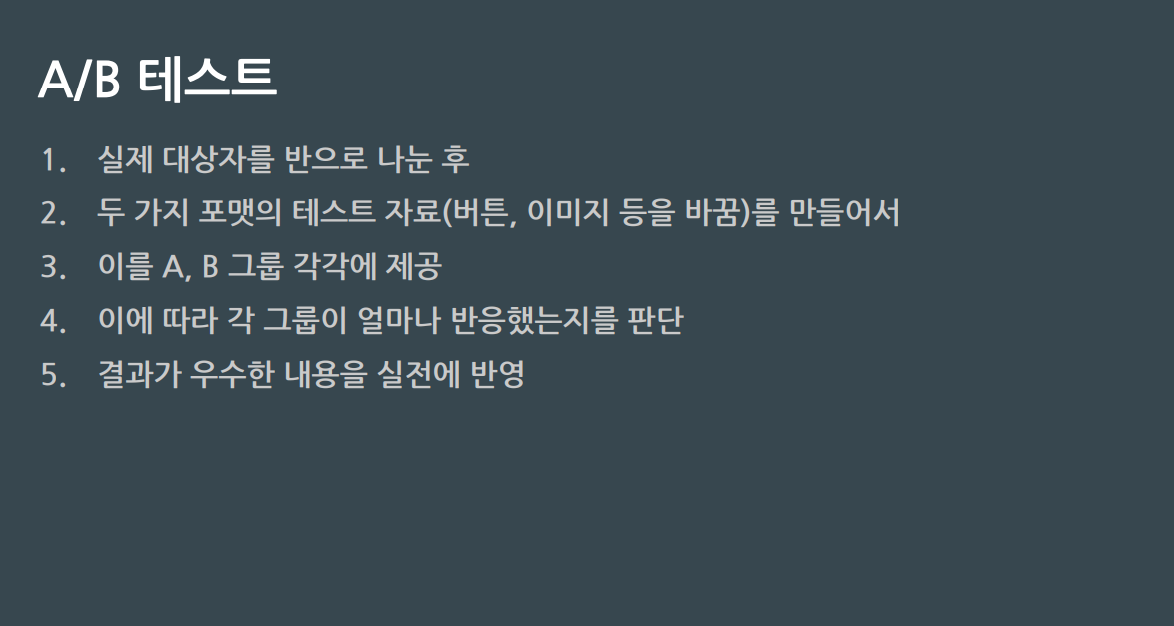 A/B 테스트
1. 실제 대상자를 반으로 나눈 후
2. 두 가지 포맷의 테스트 자료(버튼, 이미지 등을 바꿈)를 만들어서
3. 이를 A, B 그룹 각각에 제공
4. 이에 따라 각 그룹이 얼마나 반응했는지를 판단
5. 결과가 우수한 내용을 실전에 반영